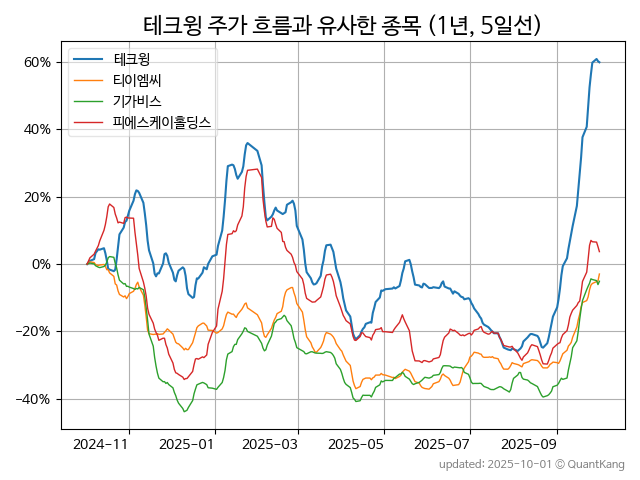 테크윙 주가 흐름과 유사한 종목 (1년, 5일선)
테크윙
티이엠씨
기가비스
피에스케이홀딩스
60%
40%
20%
0%
−20%
−40%
2024-11 2025-01 2025-03 2025-05 2025-07 2025-09
updated: 2025-10-01 © QuantKang